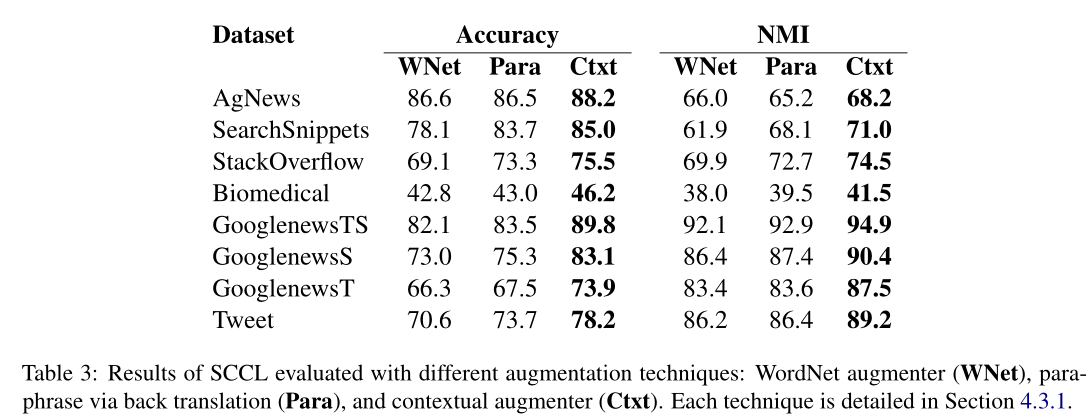 Dataset Accuracy NMI
WNet Para Ctxt WNet Para Ctxt
AgNews 86.6 86.5 88.2 66.0 65.2 68.2
SearchSnippets 78.1 83.7 85.0 61.9 68.1 71.0
StackOverflow 69.1 73.3 75.5 69.9 72.7 74.5
Biomedical 42.8 43.0 46.2 38.0 39.5 41.5
GooglenewsTS 82.1 83.5 89.8 92.1 92.9 94.9
GooglenewsS 73.0 75.3 83.1 86.4 87.4 90.4
GooglenewsT 66.3 67.5 73.9 83.4 83.6 87.5
Tweet 70.6 73.7 78.2 86.2 86.4 89.2
Table 3: Results of SCCL evaluated with different augmentation techniques: WordNet augmenter (WNet), para-
phrase via back translation (Para), and contextual augmenter (Ctxt). Each technique is detailed in Section 4.3.1.